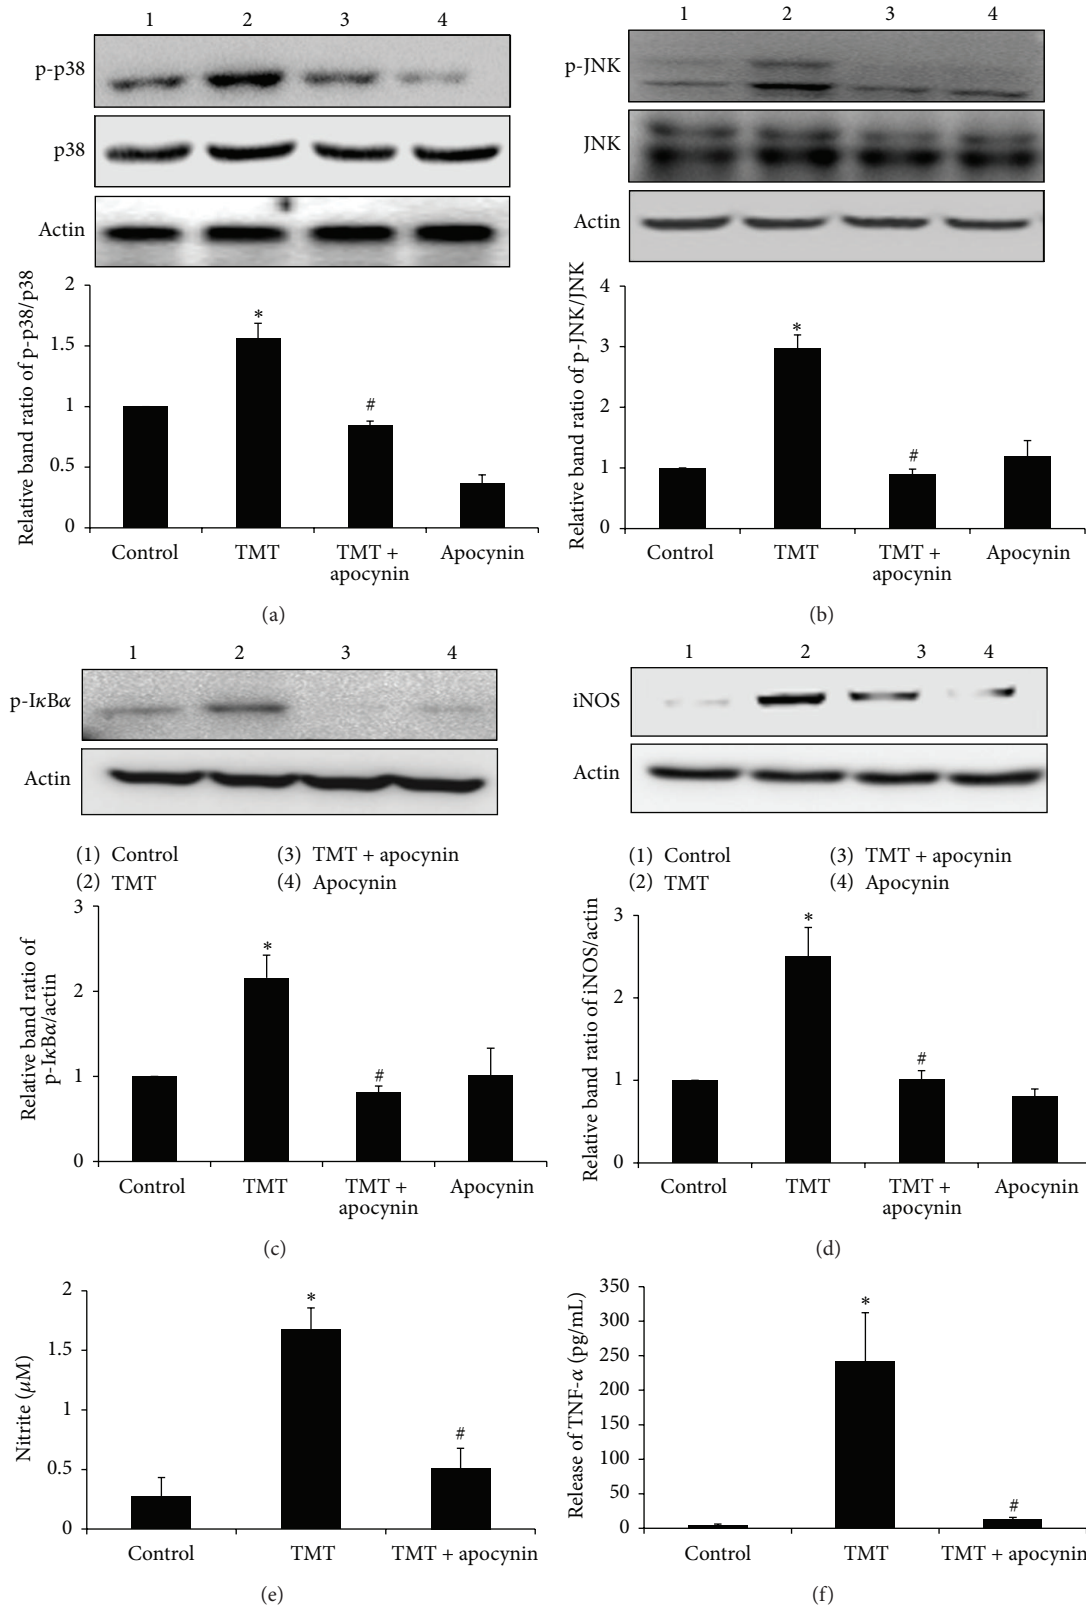 1 2 3 4
p-p38
p38
Actin
Relative band ratio of p-p38/p38
2
1.5
1
0.5
0
*
#
Control TMT TMT + apocynin Apocynin
(a)
1 2 3 4
p-JNK
JNK
Actin
Relative band ratio of p-JNK/JNK
4
3
2
1
0
*
#
Control TMT TMT + apocynin Apocynin
(b)
1 2 3 4
p-IκBα
Actin
(1) Control (3) TMT + apocynin
(2) TMT (4) Apocynin
Relative band ratio of
p-IκBα/actin
3
2
1
0
*
#
Control TMT TMT + apocynin Apocynin
(c)
1 2 3 4
iNOS
Actin
(1) Control (3) TMT + apocynin
(2) TMT (4) Apocynin
Relative band ratio of iNOS/actin
3
2
1
0
*
#
Control TMT TMT + apocynin Apocynin
(d)
Nitrite (μM)
2
1.5
1
0.5
0
*
#
Control TMT TMT + apocynin
(e)
Release of TNF-α (pg/mL)
350
300
250
200
150
100
50
0
*
#
Control TMT TMT + apocynin
(f)